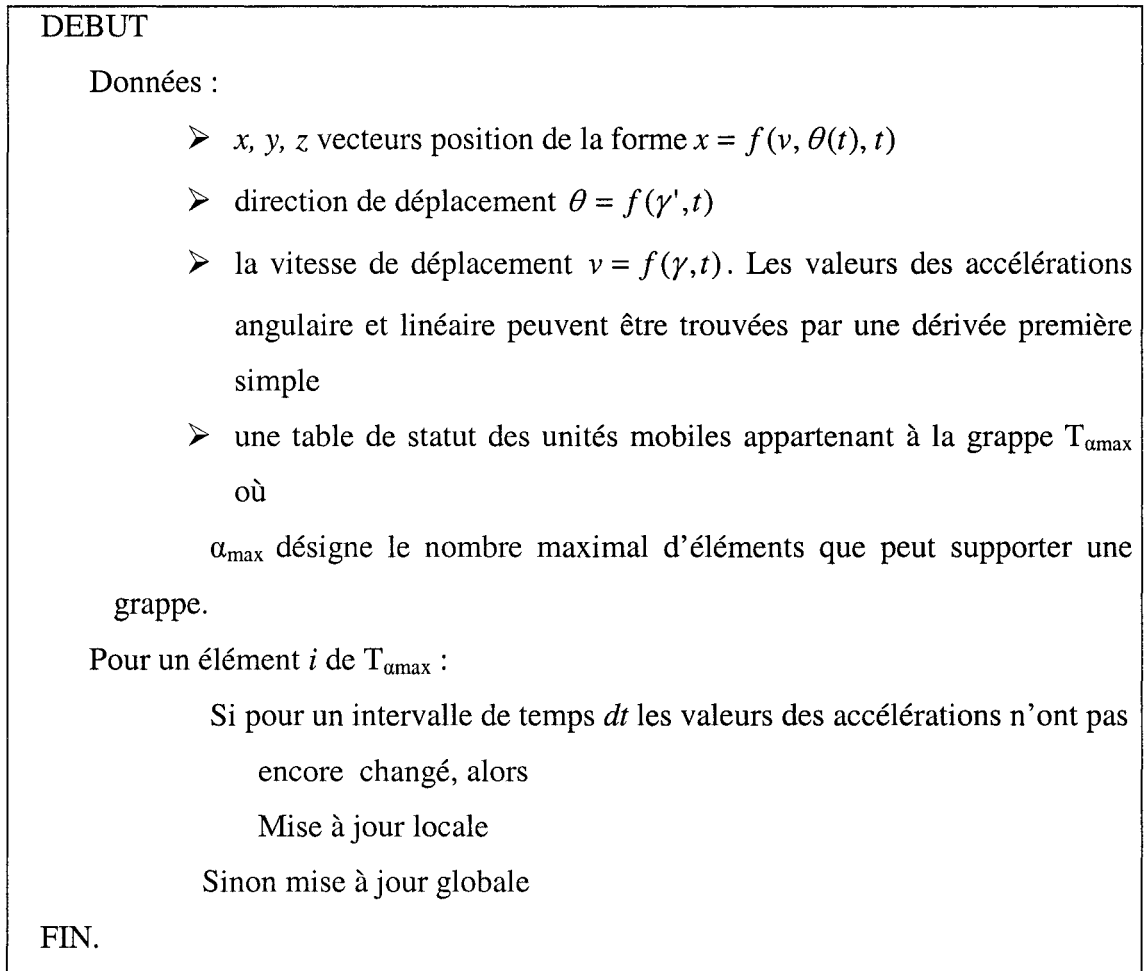 DEBUT
Données :
➢ x, y, z vecteurs position de la forme x = f(v, θ(t), t)
➢ direction de déplacement θ = f(γ',t)
➢ la vitesse de déplacement v = f(γ,t). Les valeurs des accélérations
angulaire et linéaire peuvent être trouvées par une dérivée première
simple
➢ une table de statut des unités mobiles appartenant à la grappe Tαmax
où
αmax désigne le nombre maximal d'éléments que peut supporter une
grappe.
Pour un élément i de Tαmax :
Si pour un intervalle de temps dt les valeurs des accélérations n'ont pas
encore changé, alors
Mise à jour locale
Sinon mise à jour globale
FIN.